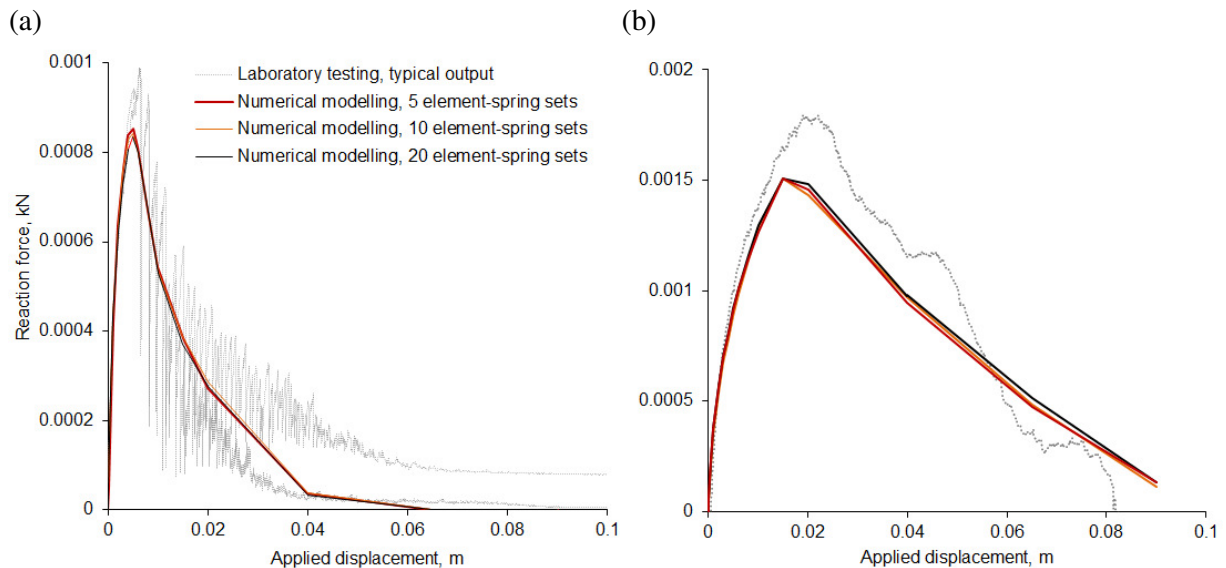 (a)
(b)
0.001
0.0008
0.0006
0.0004
0.0002
0
Reaction force, kN
Laboratory testing, typical output
Numerical modelling, 5 element-spring sets
Numerical modelling, 10 element-spring sets
Numerical modelling, 20 element-spring sets
0 0.02 0.04 0.06 0.08 0.1
Applied displacement, m
0.002
0.0015
0.001
0.0005
0
0 0.02 0.04 0.06 0.08 0.1
Applied displacement, m